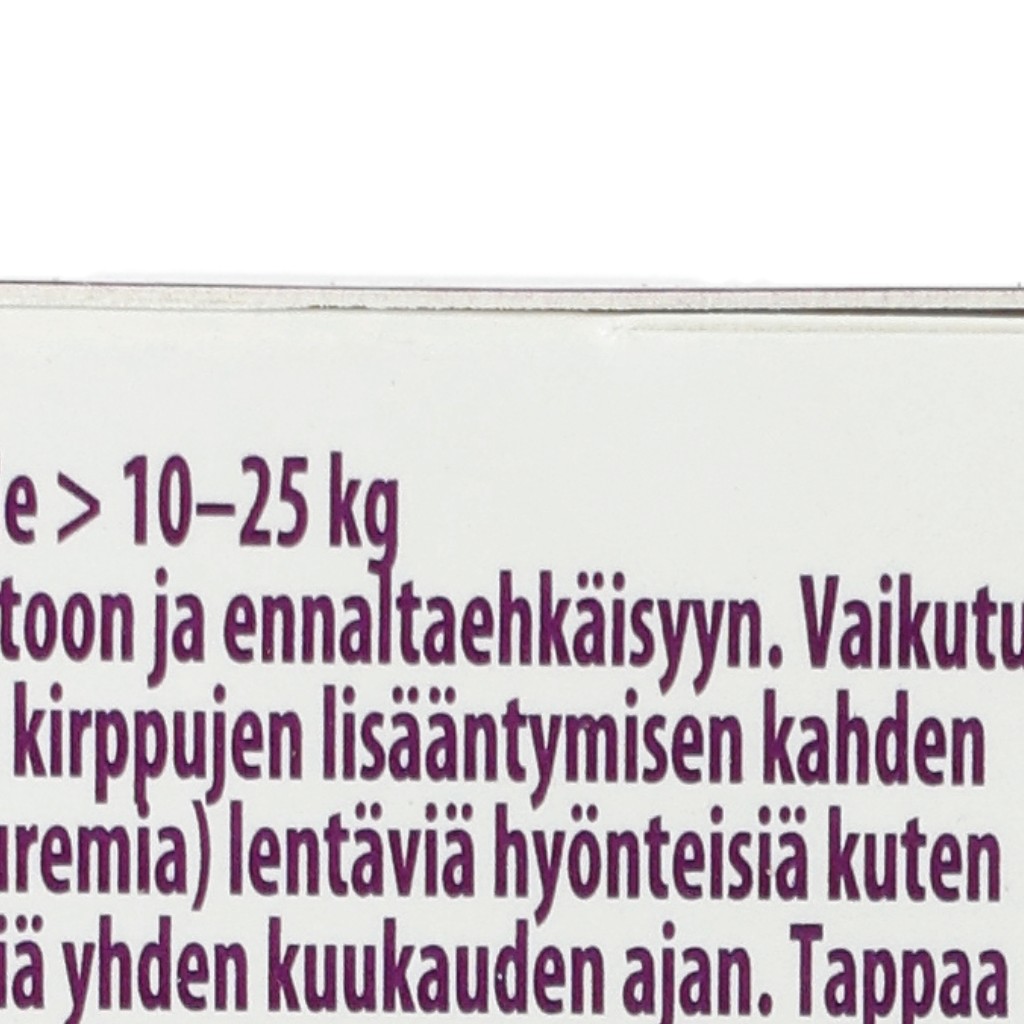 e > 10–25 kg
toon ja ennaltaehkäisyyn. Vaikutu
kirppujen lisääntymisen kahden
uremia) lentäviä hyönteisiä kuten
iä yhden kuukauden ajan. Tappaa